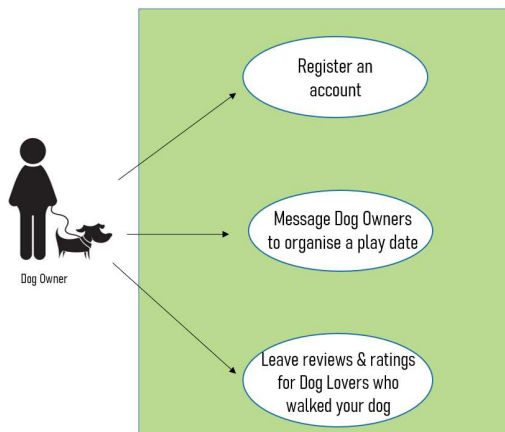 Register an
account
Message Dog Owners
to organise a play date
Dog Owner
Leave reviews & ratings
for Dog Lovers who
walked your dog